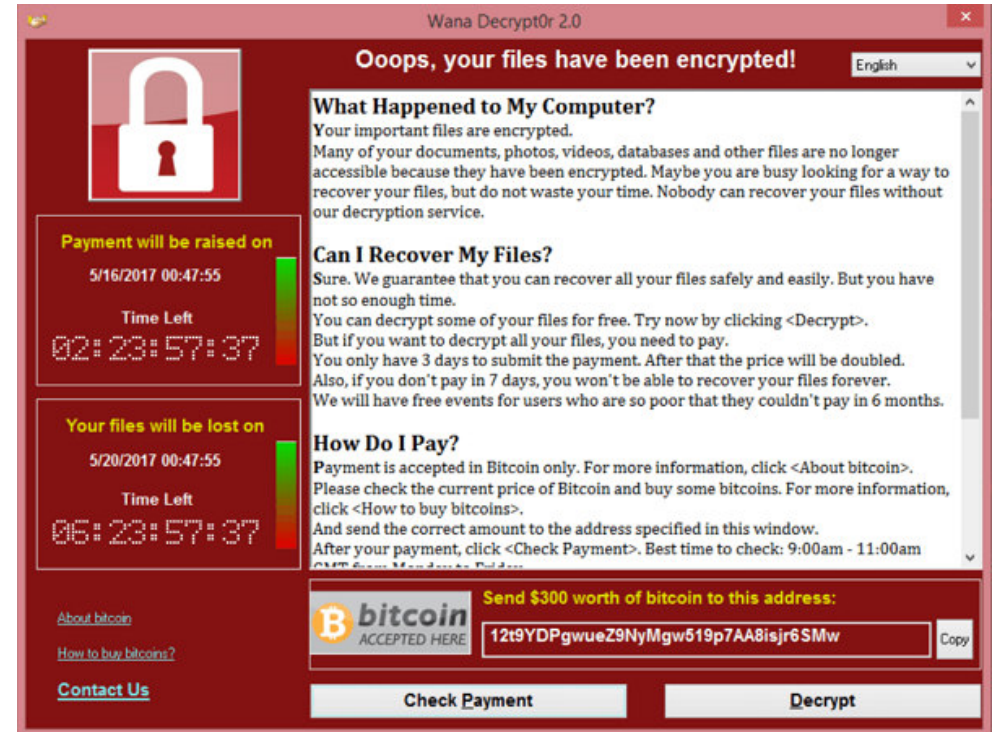 Wana Decrypt0r 2.0
Ooops, your files have been encrypted!
English
What Happened to My Computer?
Your important files are encrypted.
Many of your documents, photos, videos, databases and other files are no longer
accessible because they have been encrypted. Maybe you are busy looking for a way to
recover your files, but do not waste your time. Nobody can recover your files without
our decryption service.
Can I Recover My Files?
Sure. We guarantee that you can recover all your files safely and easily. But you have
not so enough time.
You can decrypt some of your files for free. Try now by clicking <Decrypt>.
But if you want to decrypt all your files, you need to pay.
You only have 3 days to submit the payment. After that the price will be doubled.
Also, if you don't pay in 7 days, you won't be able to recover your files forever.
We will have free events for users who are so poor that they couldn't pay in 6 months.
How Do I Pay?
Payment is accepted in Bitcoin only. For more information, click <About bitcoin>.
Please check the current price of Bitcoin and buy some bitcoins. For more information,
click <How to buy bitcoins>.
And send the correct amount to the address specified in this window.
After your payment, click <Check Payment>. Best time to check: 9:00am - 11:00am
GMT from Monday to Friday
Payment will be raised on
5/16/2017 00:47:55
Time Left
02:23:57:37
Your files will be lost on
5/20/2017 00:47:55
Time Left
06:23:57:37
About bitcoin
How to buy bitcoins?
Contact Us
bitcoin
ACCEPTED HERE
Send $300 worth of bitcoin to this address:
12t9YDPgwueZ9NyMgw519p7AA8isjr6SMw
Copy
Check Payment
Decrypt